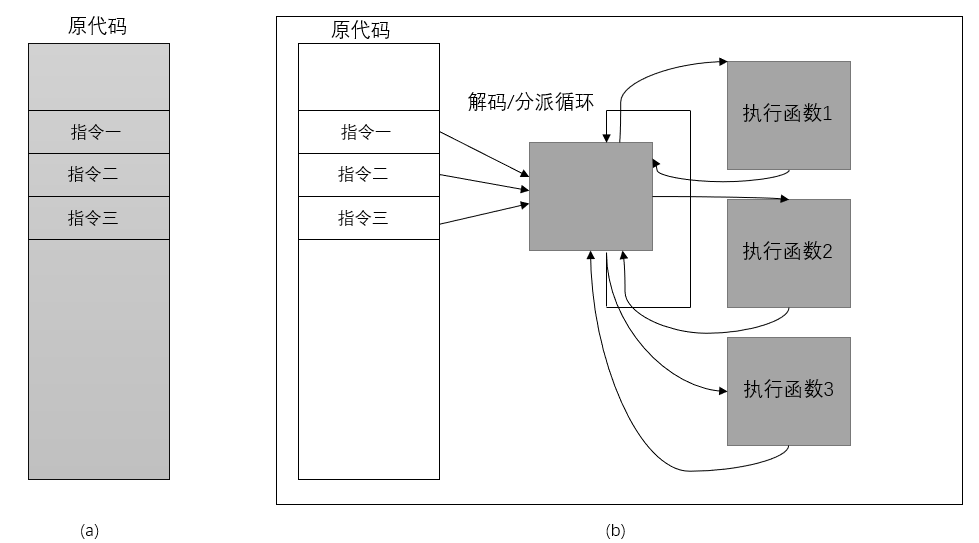 原代码
指令一
指令二
指令三
(a)
原代码
指令一
指令二
指令三
解码/分派循环
执行函数1
执行函数2
执行函数3
(b)